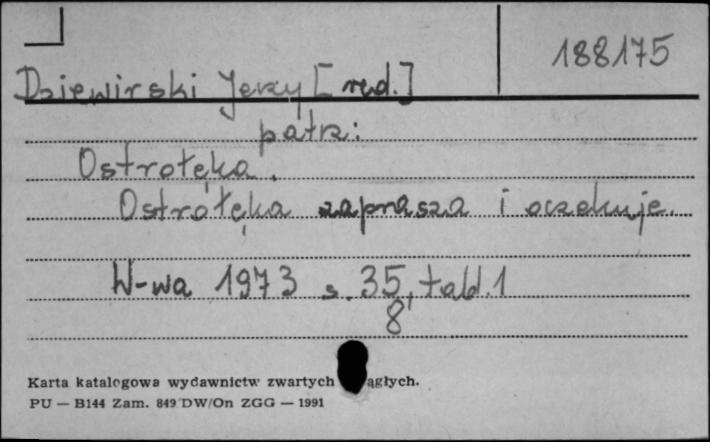 188175
Dziewirski Jerzy [red.]
patrz:
Ostrołęka.
Ostrołęka zaprasza i oczekuje.
W-wa 1973 s. 35, tabl. 1
8
Karta katalogowa wydawnictw zwartych ągłych.
PU — B144 Zam. 849 DW/On ZGG — 1991